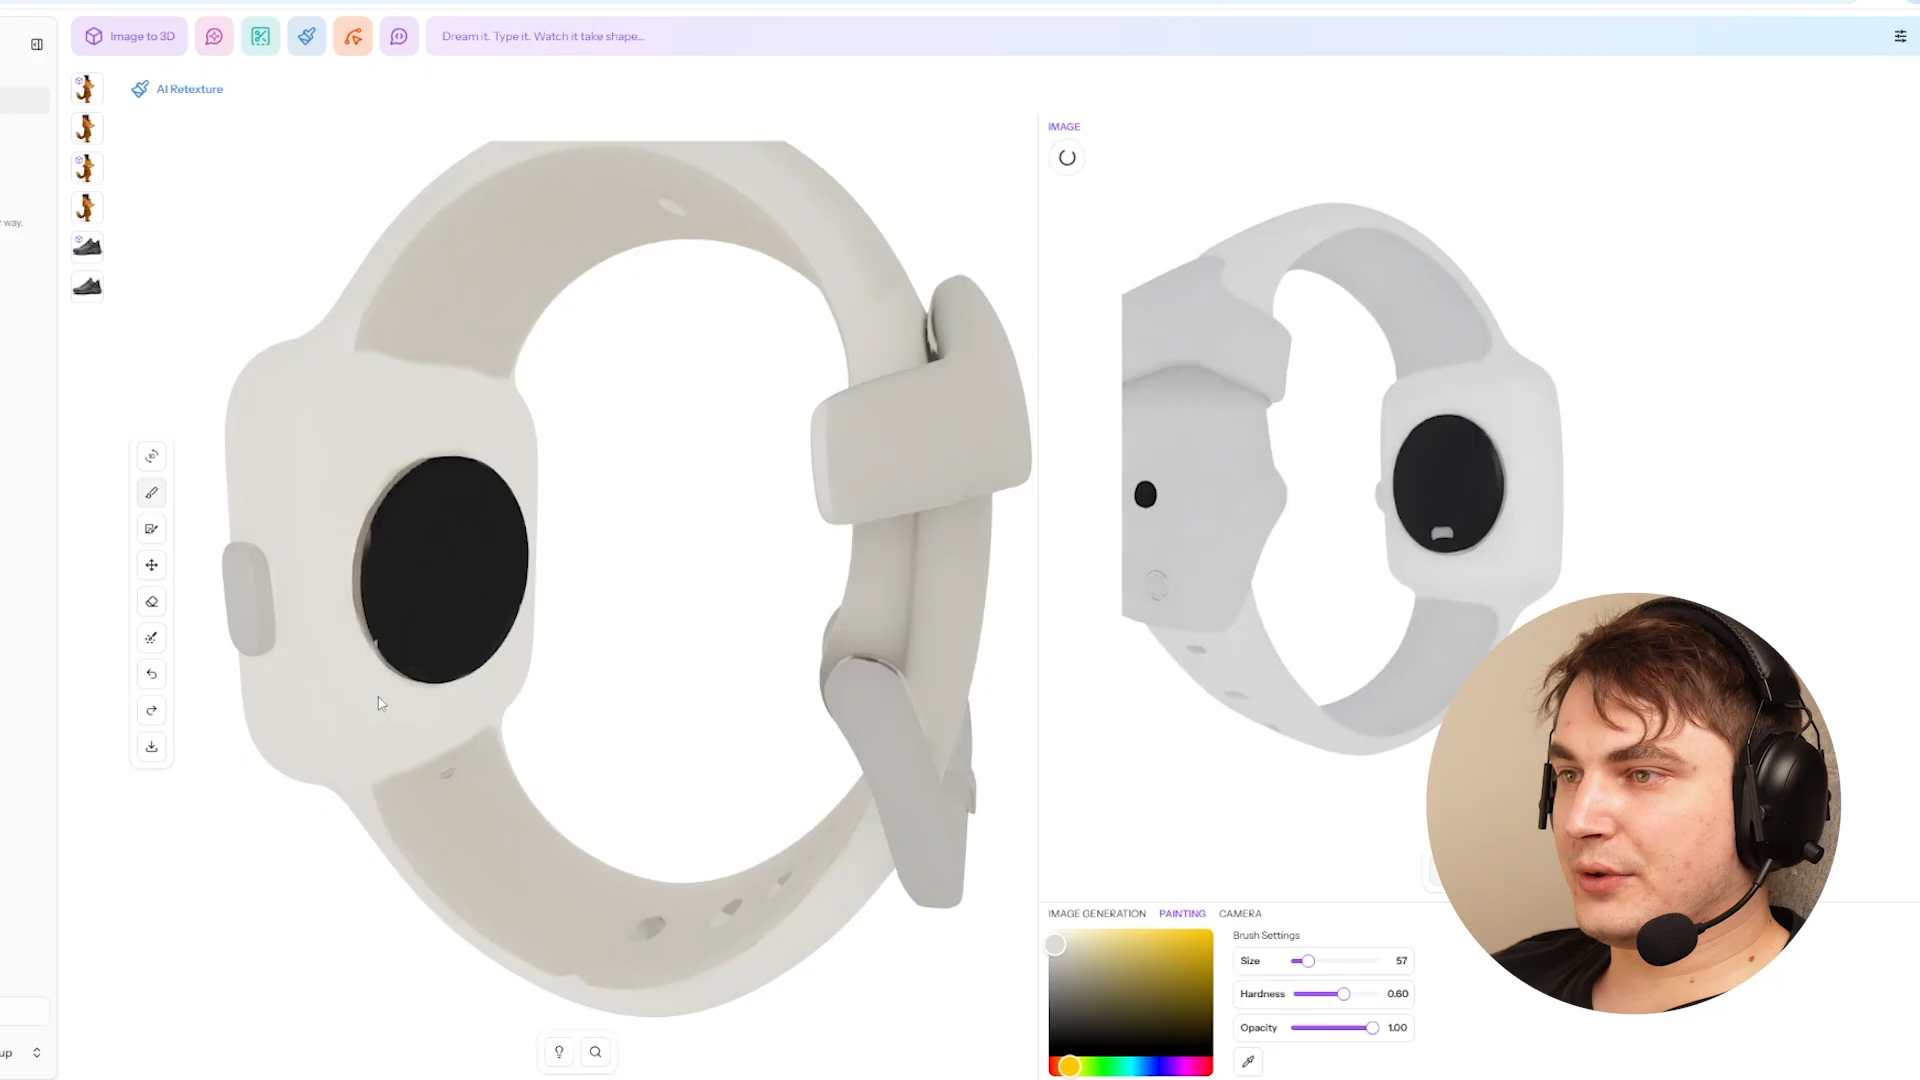 Image to 3D
Dream it. Type it. Watch it take shape...
AI Retexture
IMAGE
r way.
IMAGE GENERATION PAINTING CAMERA
Brush Settings
Size 57
Hardness 0.60
Opacity 1.00
up